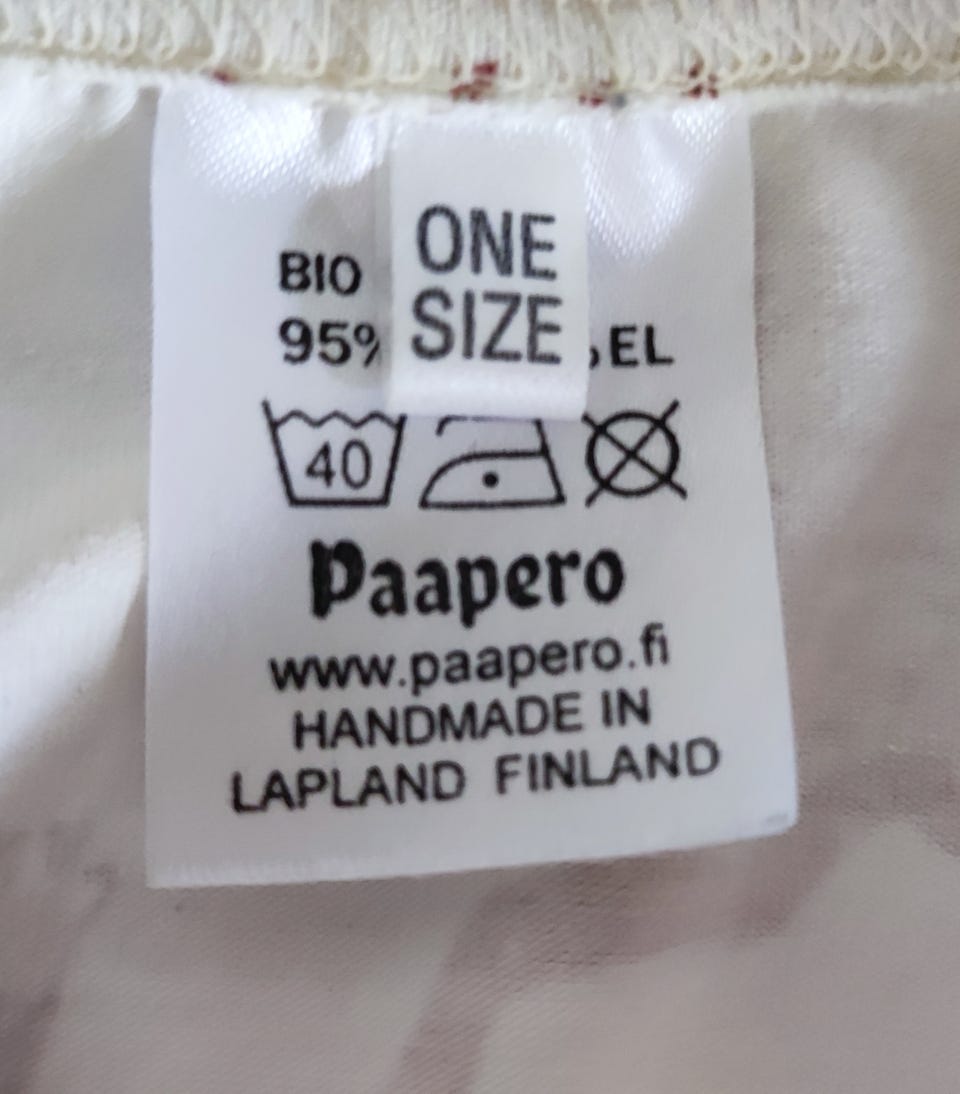 ONE
SIZE
BIO
95%
EL
40
Paapero
www.paapero.fi
HANDMADE IN
LAPLAND FINLAND